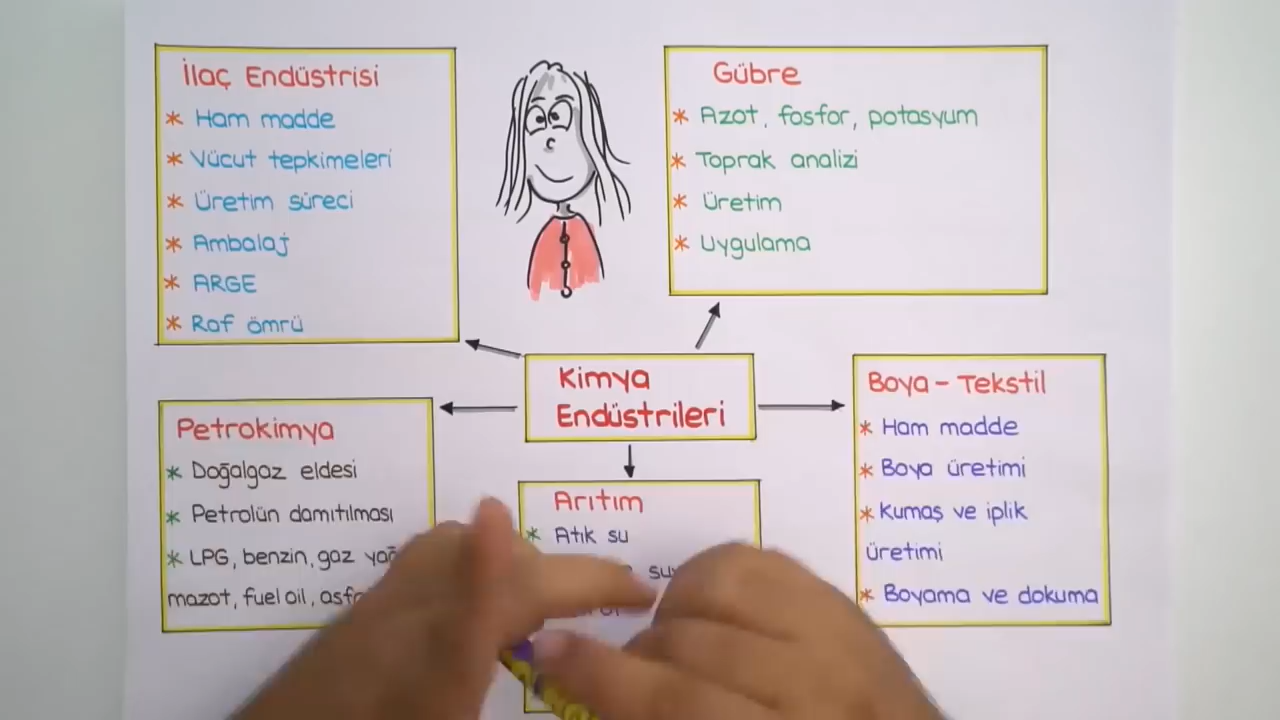 İlaç Endüstrisi
* Ham madde
* Vücut tepkimeleri
* Üretim süreci
* Ambalaj
* ARGE
* Raf ömrü
Gübre
* Azot, fosfor, potasyum
* Toprak analizi
* Üretim
* Uygulama
Kimya
Endüstrileri
Petrokimya
* Doğalgaz eldesi
* Petrolün damıtılması
* LPG, benzin, gaz
mazot, fuel oil,
Arıtım
* Atık su
Boya - Tekstil
* Ham madde
* Boya üretimi
* Kumaş ve iplik
üretimi
* Boyama ve dokuma